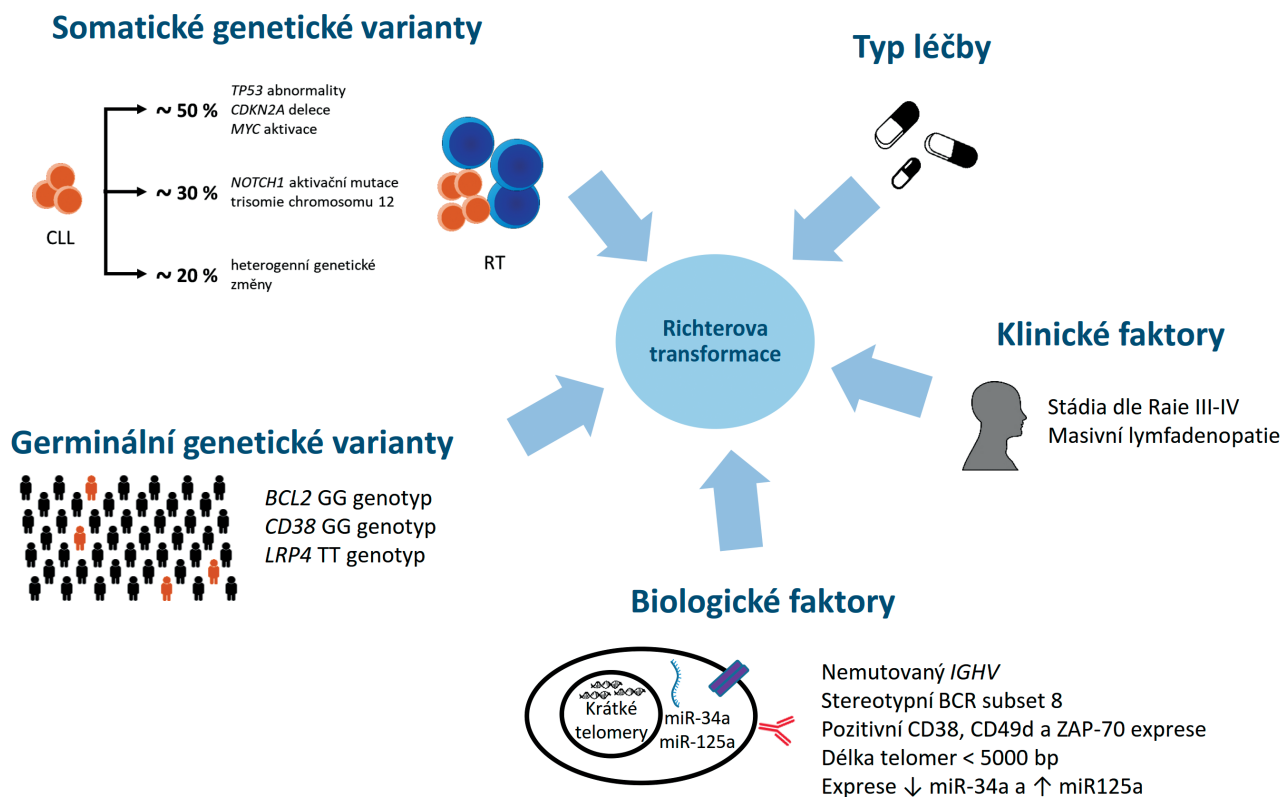 Somatické genetické varianty
~ 50 %
TP53 abnormality
CDKN2A delece
MYC aktivace
~ 30 %
NOTCH1 aktivační mutace
trisomie chromosomu 12
~ 20 %
heterogenní genetické
změny
CLL
RT
Typ léčby
Richterova
transformace
Klinické faktory
Stádia dle Raie III-IV
Masivní lymfadenopatie
Germinální genetické varianty
BCL2 GG genotyp
CD38 GG genotyp
LRP4 TT genotyp
Biologické faktory
Krátké
telomery
miR-34a
miR-125a
Nemutovaný IGHV
Stereotypní BCR subset 8
Pozitivní CD38, CD49d a ZAP-70 exprese
Délka telomer < 5000 bp
Exprese ↓ miR-34a a ↑ miR125a